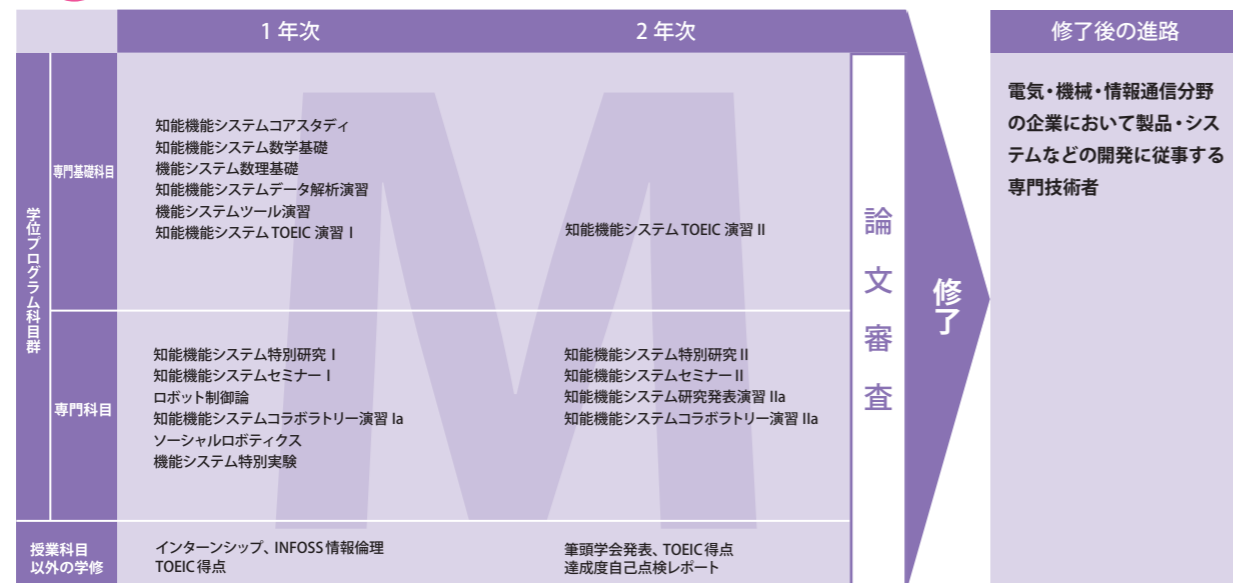 1 年次
2 年次
修了後の進路
学位プログラム科目群
専門基礎科目
知能機能システムコアスタディ
知能機能システム数学基礎
機能システム数理基礎
知能機能システムデータ解析演習
機能システムツール演習
知能機能システム TOEIC 演習 I
知能機能システム TOEIC 演習 II
専門科目
知能機能システム特別研究 I
知能機能システムセミナー I
ロボット制御論
知能機能システムコラボラトリー演習 Ia
ソーシャルロボティクス
機能システム特別実験
知能機能システム特別研究 II
知能機能システムセミナー II
知能機能システム研究発表演習 IIa
知能機能システムコラボラトリー演習 IIa
授業科目
以外の学修
インターンシップ、INFOSS情報倫理
TOEIC得点
筆頭学会発表、TOEIC得点
達成度自己点検レポート
M
論文審査
修了
電気・機械・情報通信分野
の企業において製品・シス
テムなどの開発に従事する
専門技術者